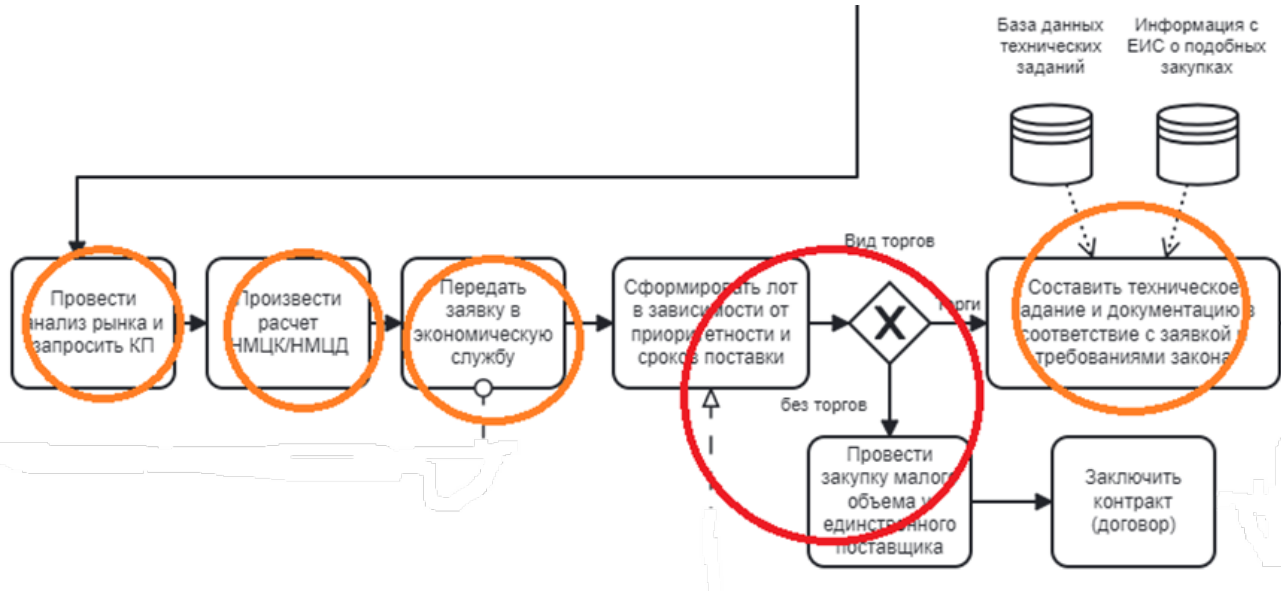 База данных
технических
заданий
Информация с
ЕИС о подобных
закупках
Провести
анализ рынка и
запросить КП
Произвести
расчет
НМЦК/НМЦД
Передать
заявку в
экономическую
службу
Сформировать лот
в зависимости от
приоритетности и
сроков поставки
Вид торгов
торги
без торгов
Составить техническое
задание и документацию в
соответствие с заявкой и
требованиями закона
Провести
закупку малого
объема у
единственного
поставщика
Заключить
контракт
(договор)